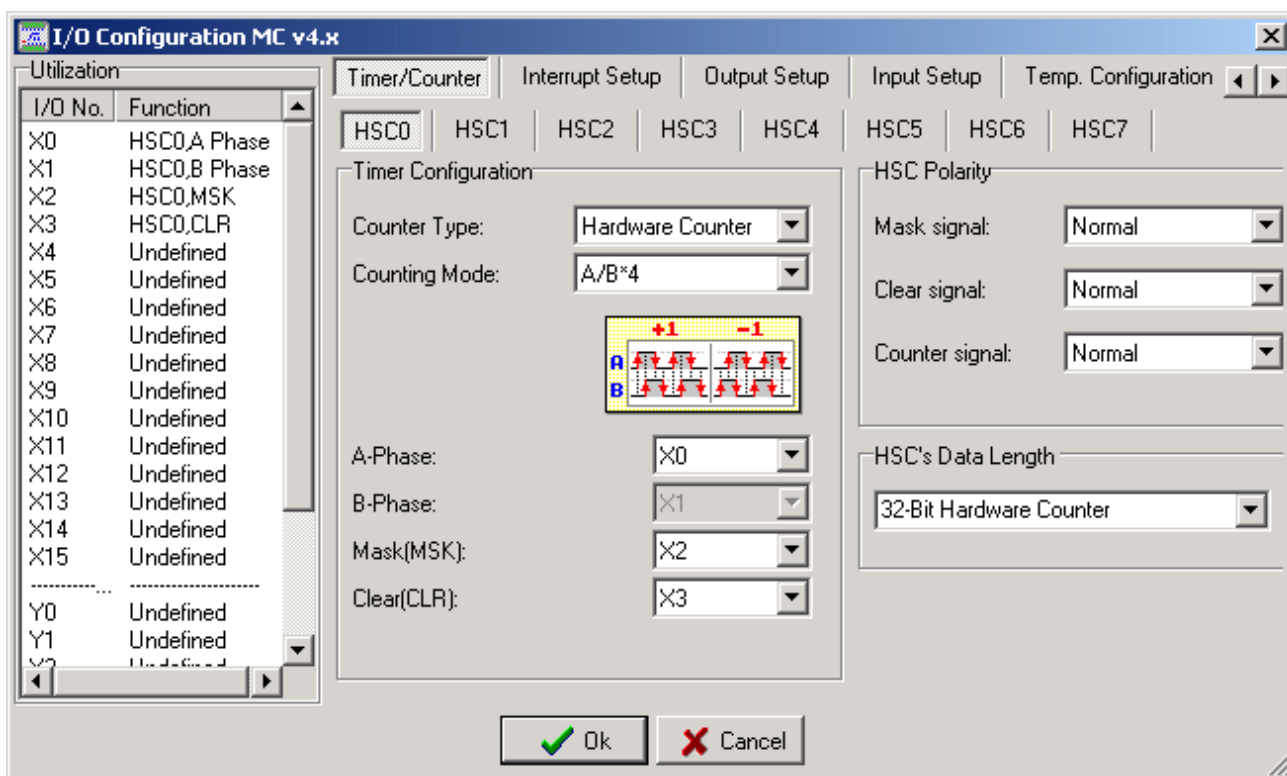 I/O Configuration MC v4.x
Utilization
I/O No. Function
X0 HSC0,A Phase
X1 HSC0,B Phase
X2 HSC0,MSK
X3 HSC0,CLR
X4 Undefined
X5 Undefined
X6 Undefined
X7 Undefined
X8 Undefined
X9 Undefined
X10 Undefined
X11 Undefined
X12 Undefined
X13 Undefined
X14 Undefined
X15 Undefined
-----------... ---------------------
Y0 Undefined
Y1 Undefined
Timer/Counter Interrupt Setup Output Setup Input Setup Temp. Configuration
HSC0 HSC1 HSC2 HSC3 HSC4 HSC5 HSC6 HSC7
Timer Configuration
Counter Type: Hardware Counter
Counting Mode: A/B*4
+1 -1
A
B
A-Phase: X0
B-Phase: X1
Mask(MSK): X2
Clear(CLR): X3
HSC Polarity
Mask signal: Normal
Clear signal: Normal
Counter signal: Normal
HSC's Data Length
32-Bit Hardware Counter
Ok Cancel